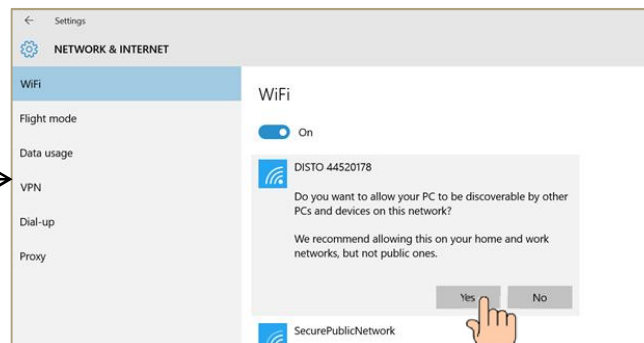 Settings
NETWORK & INTERNET
WiFi
Flight mode
Data usage
VPN
Dial-up
Proxy
WiFi
On
DISTO 44520178
Do you want to allow your PC to be discoverable by other
PCs and devices on this network?
We recommend allowing this on your home and work
networks, but not public ones.
Yes No
SecurePublicNetwork